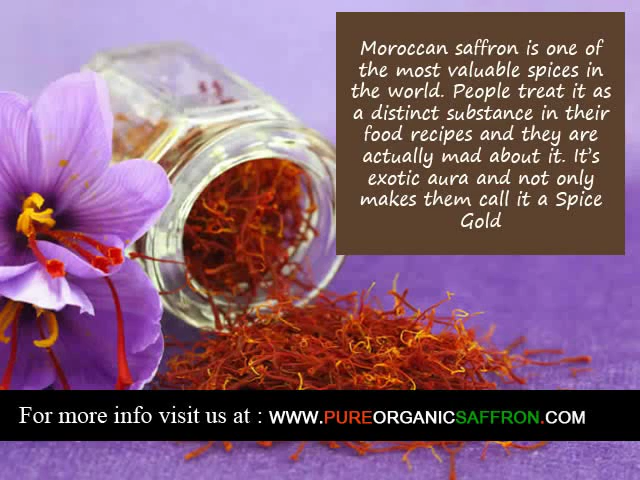 Moroccan saffron is one of
the most valuable spices in
the world. People treat it as
a distinct substance in their
food recipes and they are
actually mad about it. It's
exotic aura and not only
makes them call it a Spice
Gold
For more info visit us at : WWW.PUREORGANICSAFFRON.COM